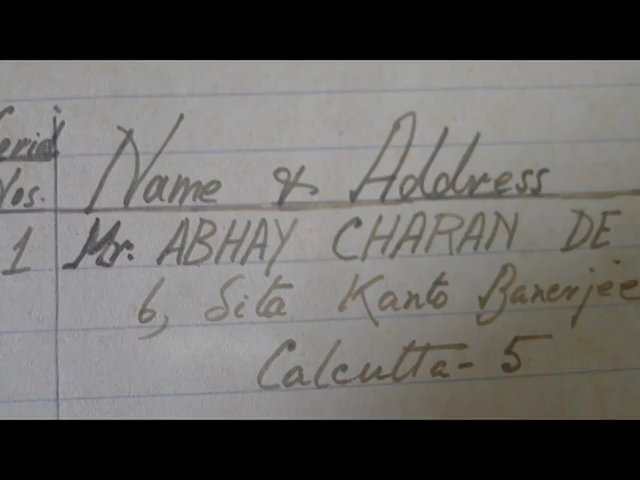 Serial
Nos.
Name & Address
1 Mr. ABHAY CHARAN DE
6, Sita Kanto Banerjee
Calcutta - 5